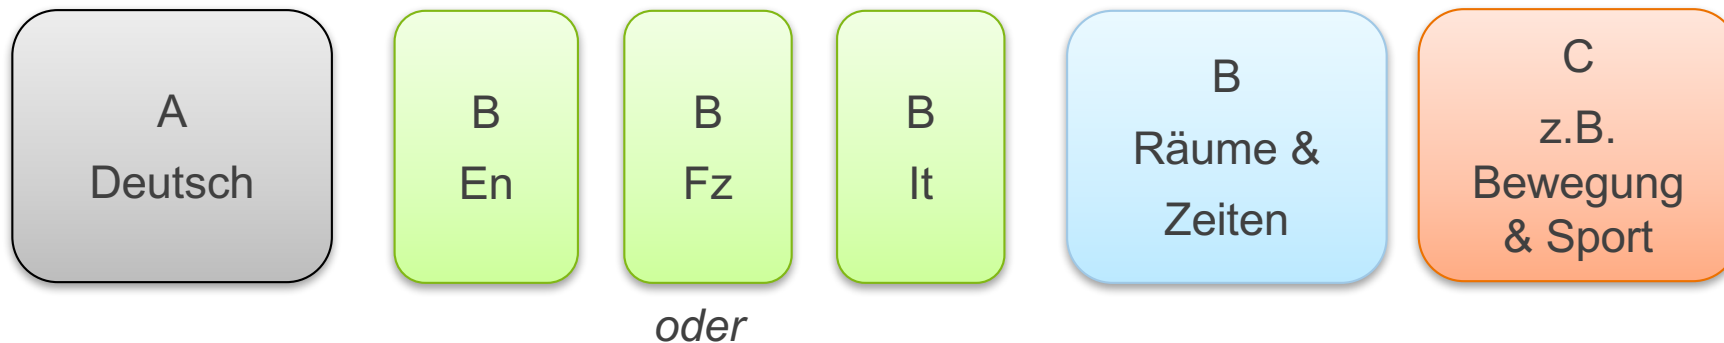 A
Deutsch
B
En
B
Fz
B
It
B
Räume &
Zeiten
C
z.B.
Bewegung
& Sport
oder